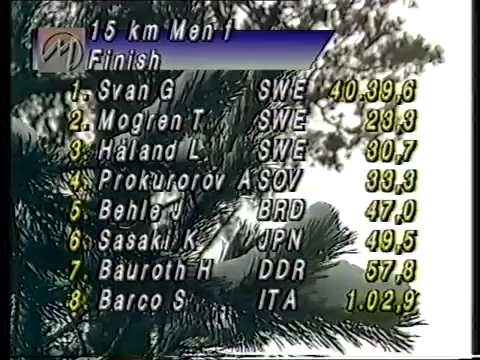 15 km Men 1
Finish
1. Svan G SWE 40.39,6
2. Mogren T SWE 23,3
3. Håland L SWE 30,7
4. Prokurorov A SOV 33,3
5. Behle J BRD 47,0
6. Sasaki K JPN 49,5
7. Bauroth H DDR 57,8
8. Barco S ITA 1.02,9